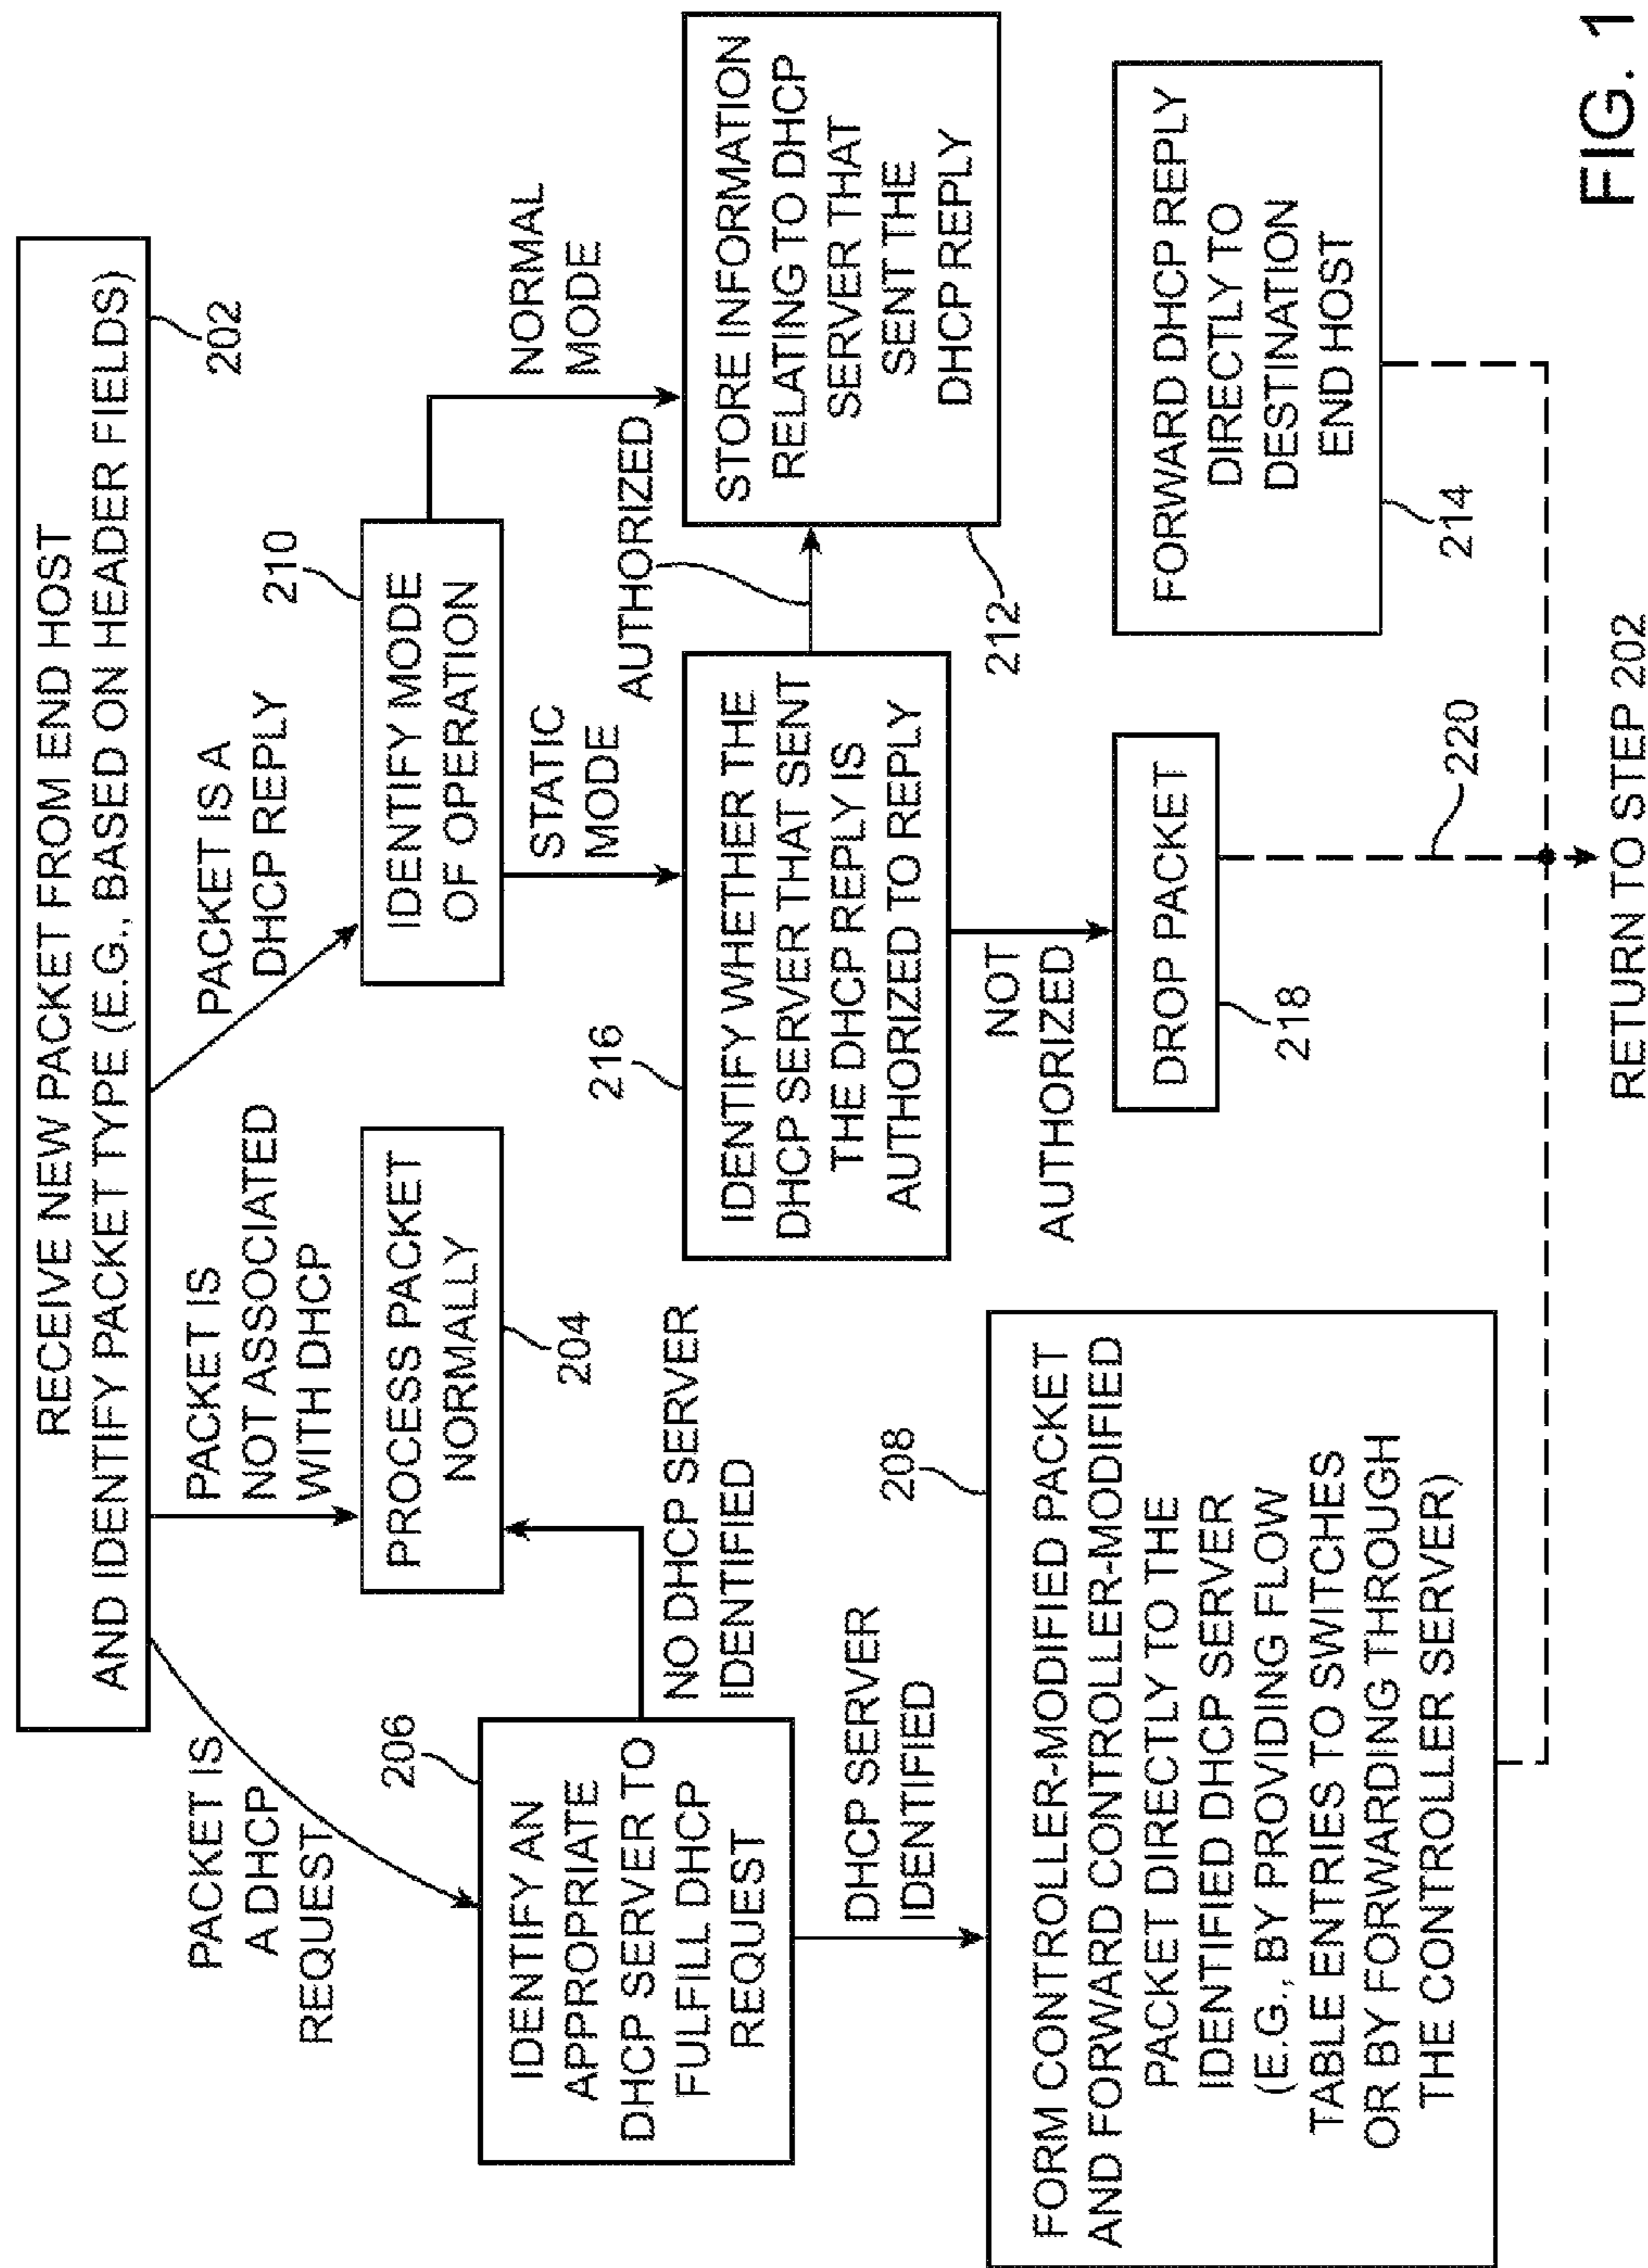 RECEIVE NEW PACKET FROM END HOST
AND IDENTIFY PACKET TYPE (E.G., BASED ON HEADER FIELDS)
202
PACKET IS
A DHCP
REQUEST
PACKET IS
NOT ASSOCIATED
WITH DHCP
PACKET IS A
DHCP REPLY
206
IDENTIFY AN
APPROPRIATE
DHCP SERVER TO
FULFILL DHCP
REQUEST
PROCESS PACKET
NORMALLY
204
210
IDENTIFY MODE
OF OPERATION
NORMAL
MODE
NO DHCP SERVER
IDENTIFIED
STATIC
MODE
AUTHORIZED
216
IDENTIFY WHETHER THE
DHCP SERVER THAT SENT
THE DHCP REPLY IS
AUTHORIZED TO REPLY
STORE INFORMATION
RELATING TO DHCP
SERVER THAT
SENT THE
DHCP REPLY
212
DHCP SERVER
IDENTIFIED
208
FORM CONTROLLER-MODIFIED PACKET
AND FORWARD CONTROLLER-MODIFIED
PACKET DIRECTLY TO THE
IDENTIFIED DHCP SERVER
(E.G., BY PROVIDING FLOW
TABLE ENTRIES TO SWITCHES
OR BY FORWARDING THROUGH
THE CONTROLLER SERVER)
NOT
AUTHORIZED
DROP PACKET
218
FORWARD DHCP REPLY
DIRECTLY TO
DESTINATION
END HOST
214
220
RETURN TO STEP 202
FIG. 1